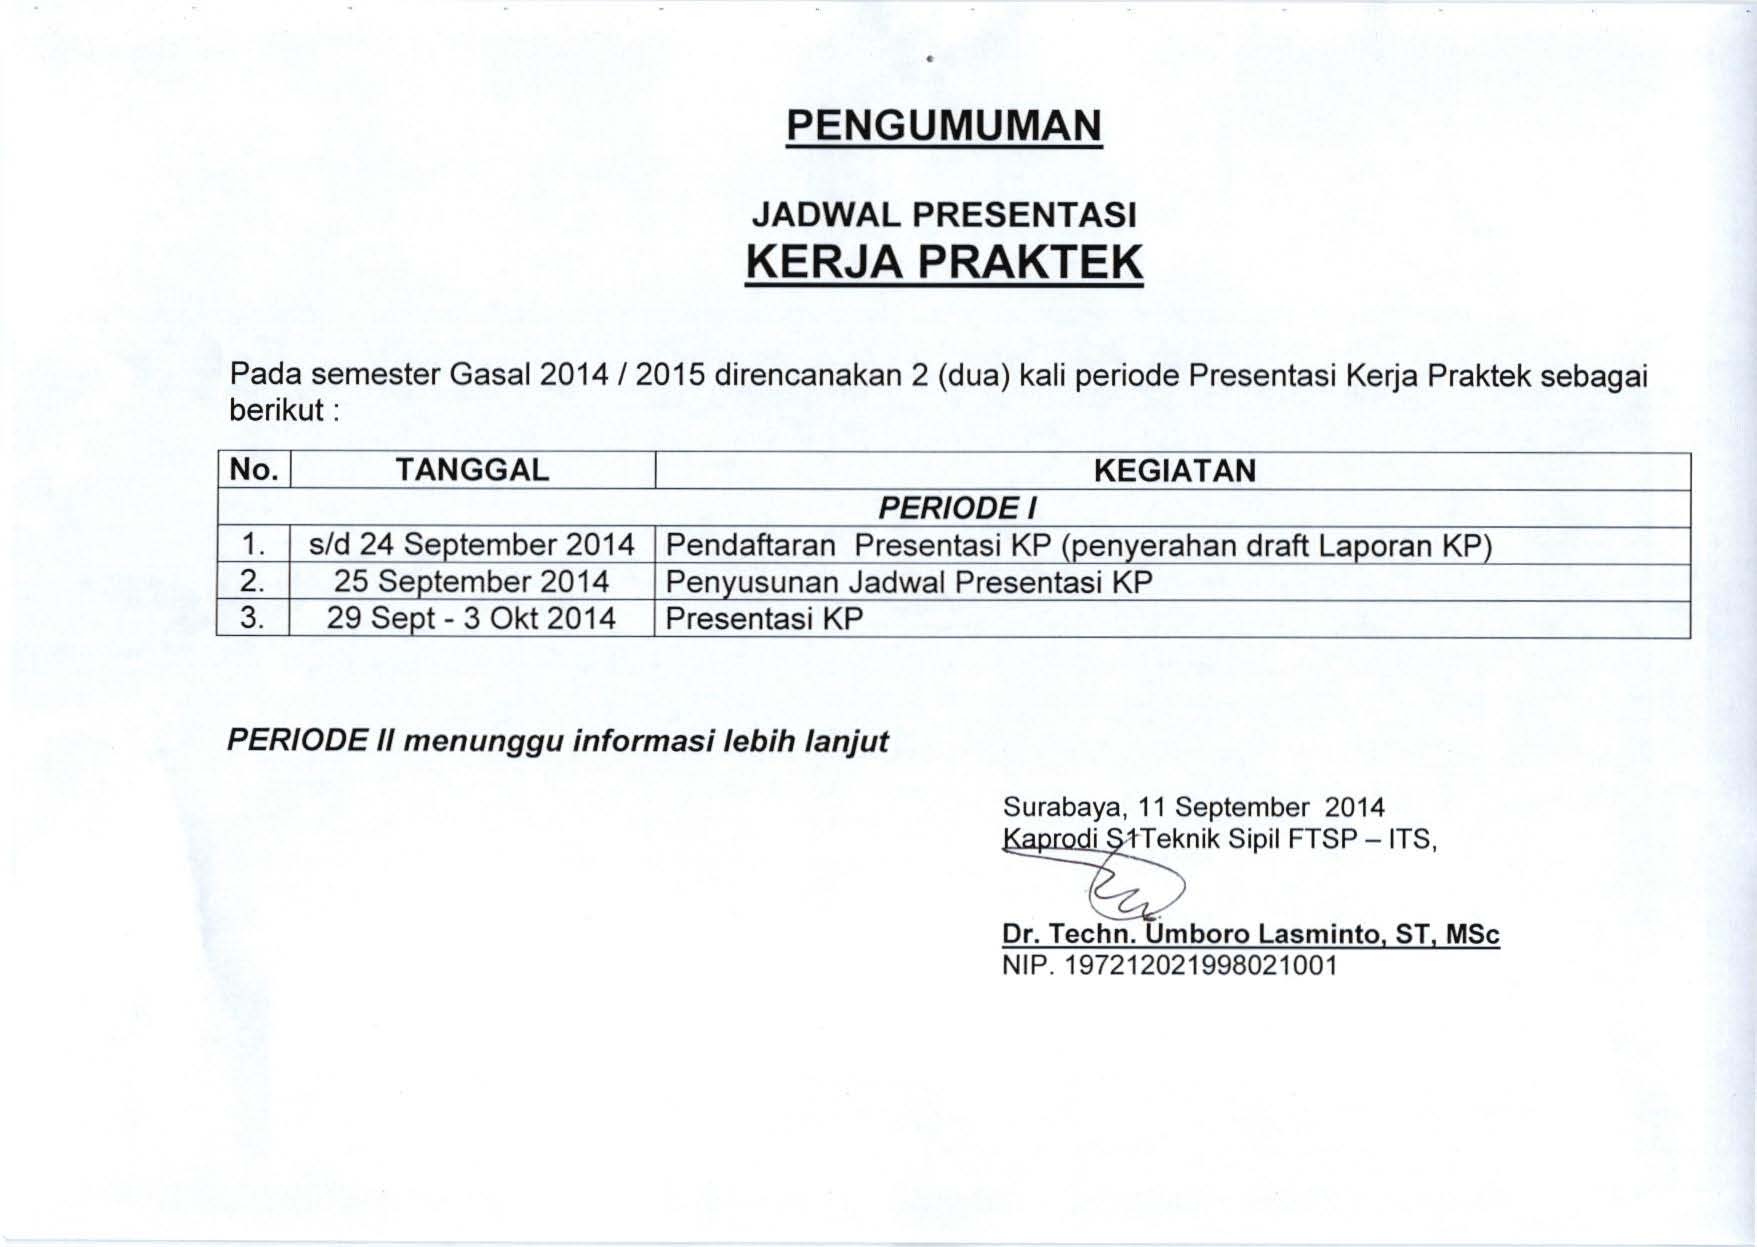 PENGUMUMAN
JADWAL PRESENTASI
KERJA PRAKTEK
Pada semester Gasal 2014 / 2015 direncanakan 2 (dua) kali periode Presentasi Kerja Praktek sebagai
berikut :
No. TANGGAL KEGIATAN
PERIODE I
1. s/d 24 September 2014 Pendaftaran Presentasi KP (penyerahan draft Laporan KP)
2. 25 September 2014 Penyusunan Jadwal Presentasi KP
3. 29 Sept - 3 Okt 2014 Presentasi KP
PERIODE II menunggu informasi lebih lanjut
Surabaya, 11 September 2014
Kaprodi S1Teknik Sipil FTSP – ITS,
Dr. Techn. Umboro Lasminto, ST, MSc
NIP. 197212021998021001